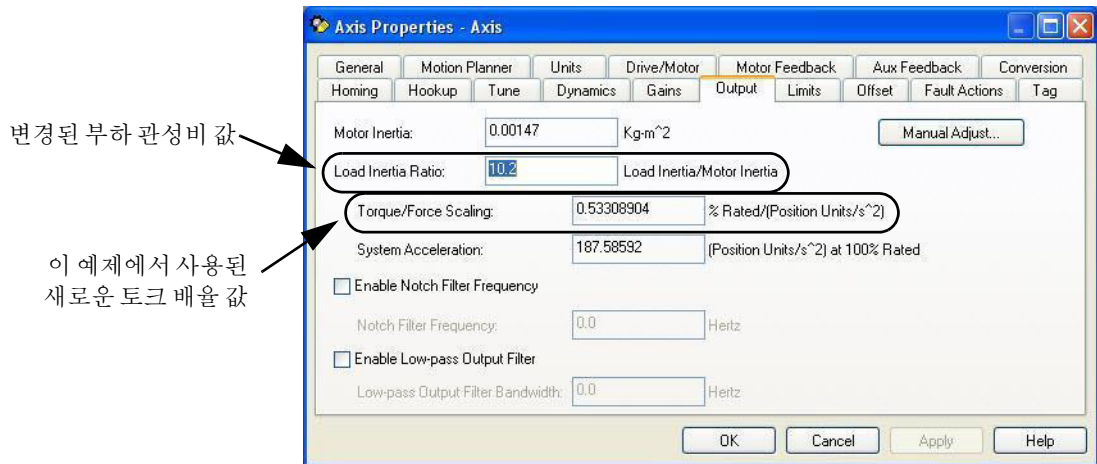 Axis Properties - Axis
General Motion Planner Units Drive/Motor Motor Feedback Aux Feedback Conversion
Homing Hookup Tune Dynamics Gains Output Limits Offset Fault Actions Tag
변경된 부하 관성비 값
Motor Inertia: 0.00147 Kg-m^2 Manual Adjust...
Load Inertia Ratio: 10.2 Load Inertia/Motor Inertia
Torque/Force Scaling: 0.53308904 % Rated/(Position Units/s^2)
System Acceleration: 187.58592 (Position Units/s^2) at 100% Rated
이 예제에서 사용된
새로운 토크 배율 값
Enable Notch Filter Frequency
Notch Filter Frequency: 0.0 Hertz
Enable Low-pass Output Filter
Low-pass Output Filter Bandwidth: 0.0 Hertz
OK Cancel Apply Help